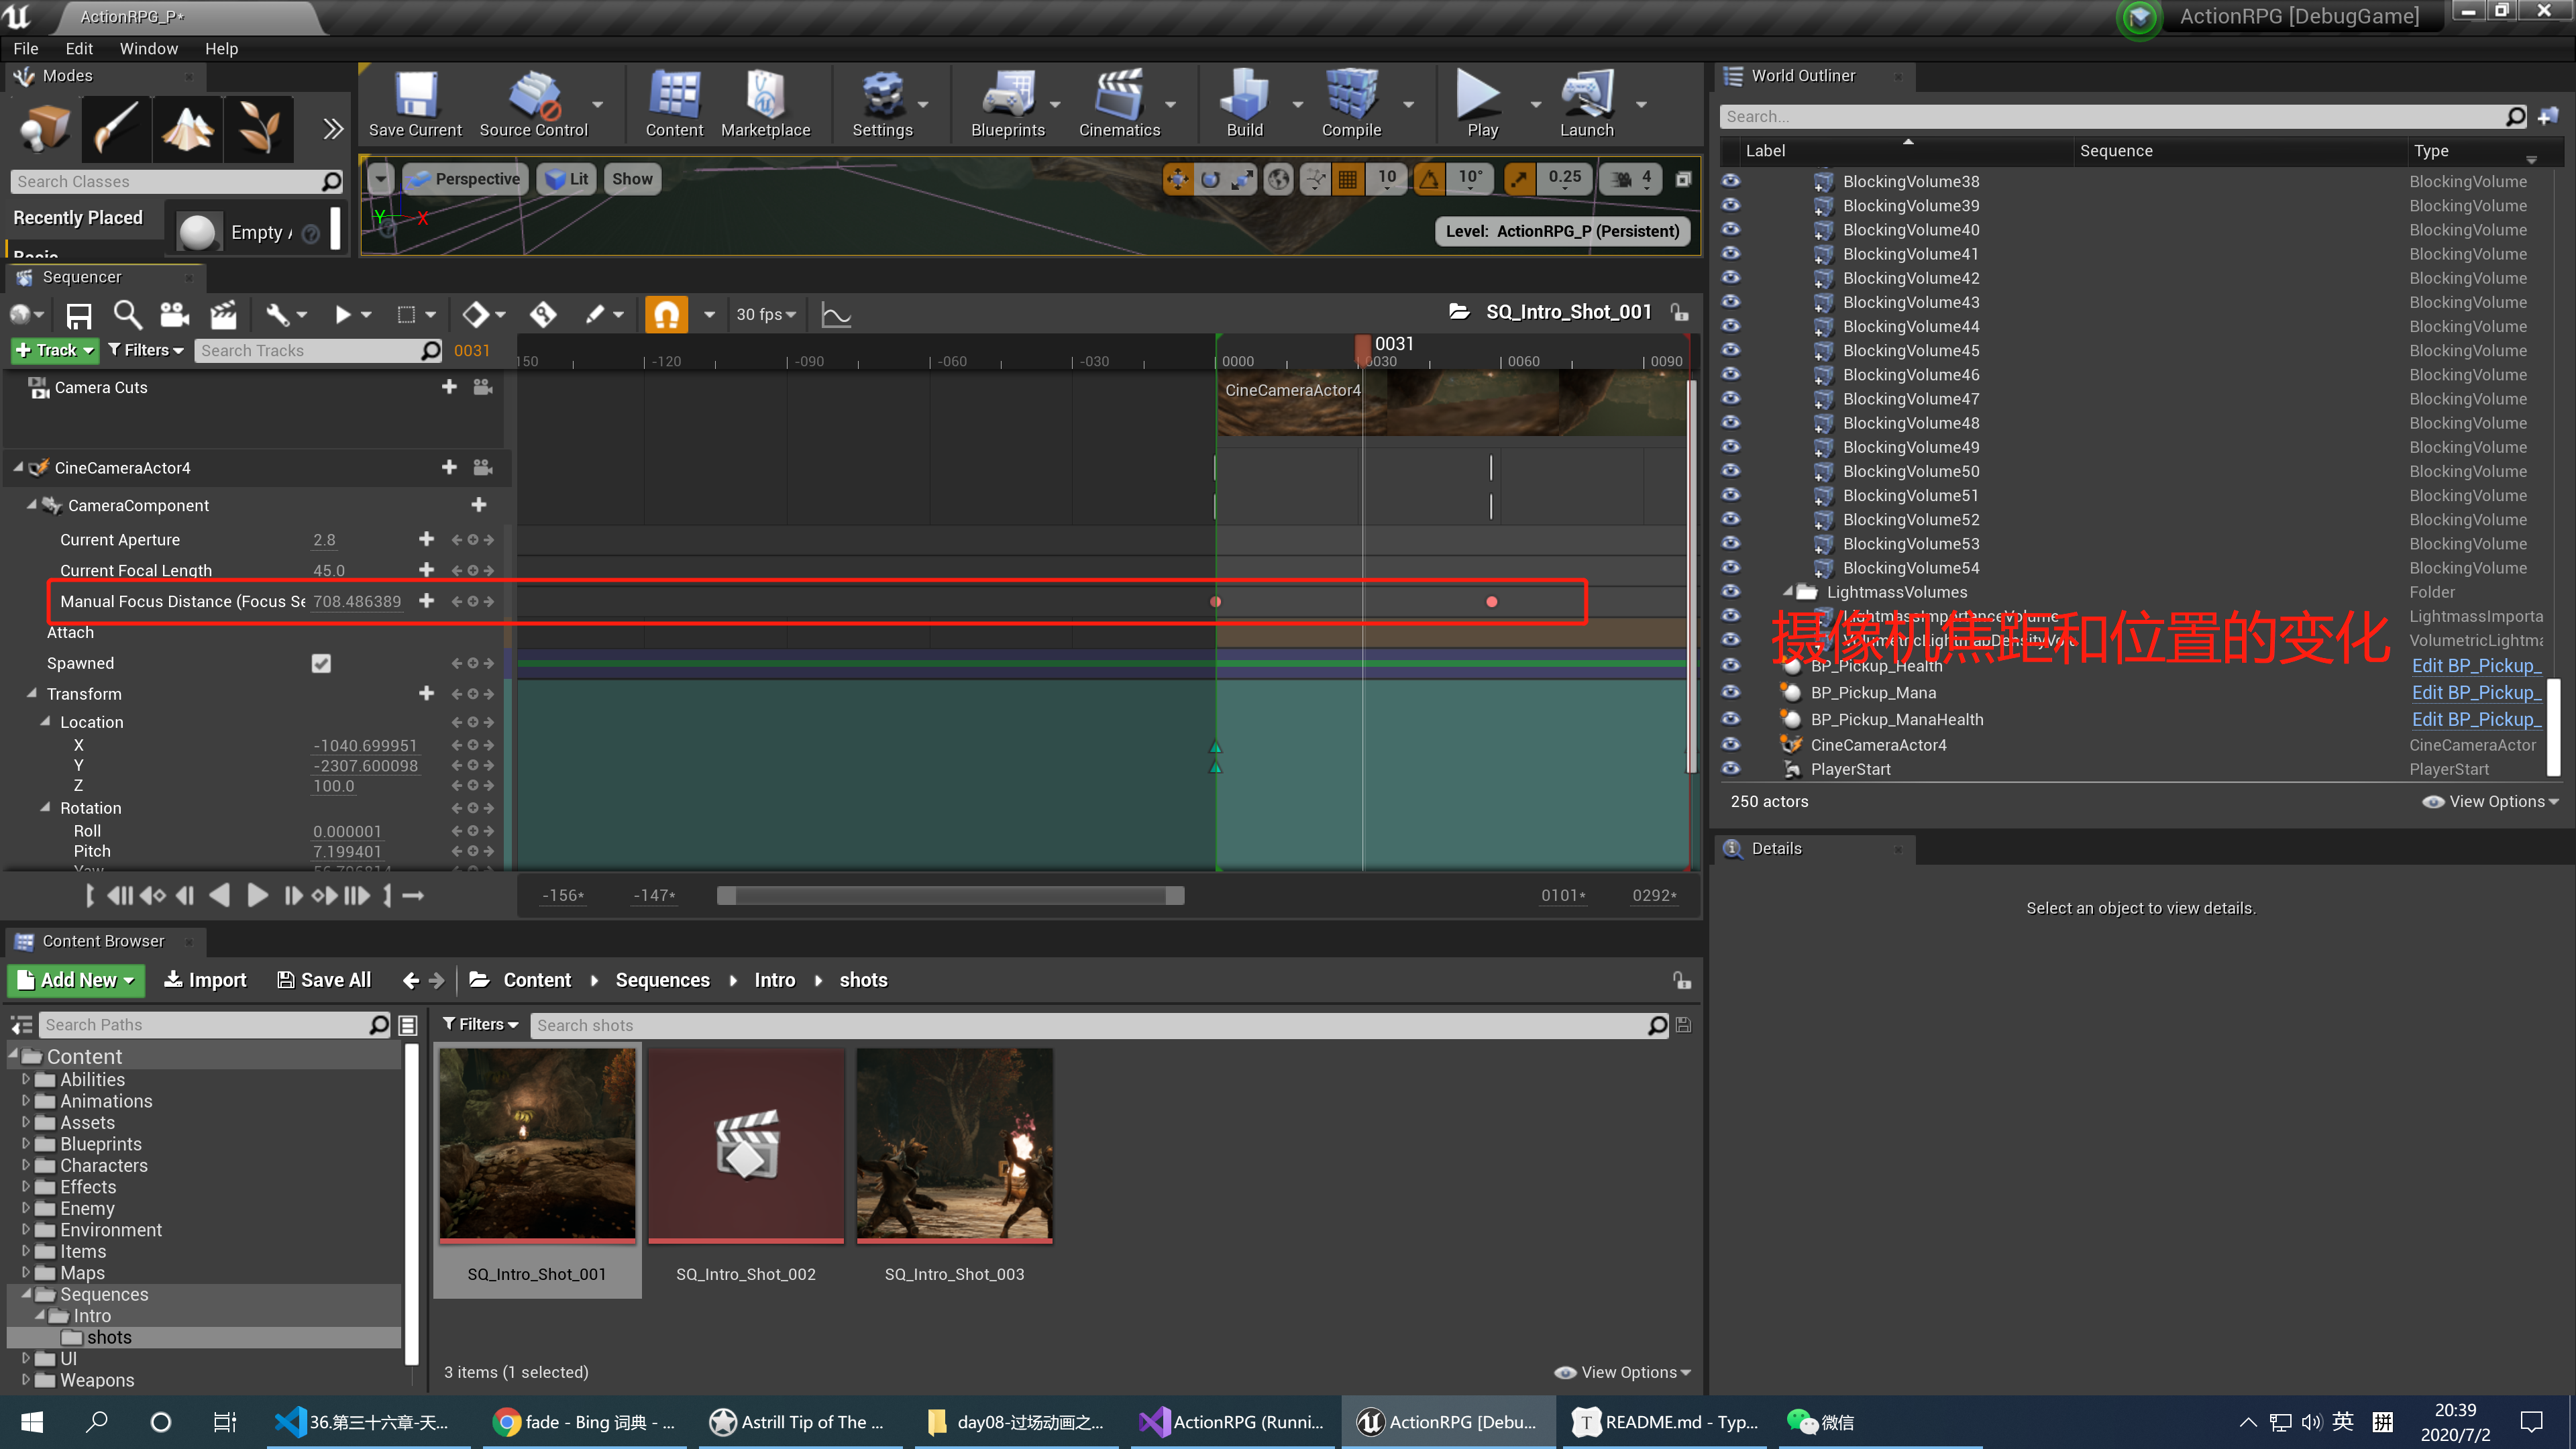 ActionRPG_P*
ActionRPG [DebugGame]
File Edit Window Help
Modes
Search Classes
Recently Placed
Empty
Basic
Save Current
Source Control
Content
Marketplace
Settings
Blueprints
Cinematics
Build
Compile
Play
Launch
Perspective Lit Show
10 10° 0.25 4
Y X
Level: ActionRPG_P (Persistent)
Sequencer
30 fps
SQ_Intro_Shot_001
Track Filters Search Tracks 0031
-120 -090 -060 -030 0000 0030 0060 0090
0031
Camera Cuts
CineCameraActor4
CineCameraActor4
CameraComponent
Current Aperture 2.8
Current Focal Length 45.0
Manual Focus Distance (Focus Se 708.486389
Attach
Spawned
Transform
Location
X -1040.699951
Y -2307.600098
Z 100.0
Rotation
Roll 0.000001
Pitch 7.199401
-156* -147* 0101* 0292*
World Outliner
Search...
Label Sequence Type
BlockingVolume38 BlockingVolume
BlockingVolume39 BlockingVolume
BlockingVolume40 BlockingVolume
BlockingVolume41 BlockingVolume
BlockingVolume42 BlockingVolume
BlockingVolume43 BlockingVolume
BlockingVolume44 BlockingVolume
BlockingVolume45 BlockingVolume
BlockingVolume46 BlockingVolume
BlockingVolume47 BlockingVolume
BlockingVolume48 BlockingVolume
BlockingVolume49 BlockingVolume
BlockingVolume50 BlockingVolume
BlockingVolume51 BlockingVolume
BlockingVolume52 BlockingVolume
BlockingVolume53 BlockingVolume
BlockingVolume54 BlockingVolume
LightmassVolumes Folder
LightmassImportanceVolume LightmassImporta
摄像机焦距和位置的变化
VolumetricLightm
BP_Pickup_Health Edit BP_Pickup_
BP_Pickup_Mana Edit BP_Pickup_
BP_Pickup_ManaHealth Edit BP_Pickup_
CineCameraActor4 CineCameraActor
PlayerStart PlayerStart
250 actors View Options
Details
Select an object to view details.
Content Browser
Add New Import Save All Content Sequences Intro shots
Search Paths
Filters Search shots
Content
Abilities
Animations
Assets
Blueprints
Characters
Effects
Enemy
Environment
Items
Maps
Sequences
Intro
shots
UI
Weapons
SQ_Intro_Shot_001
SQ_Intro_Shot_002
SQ_Intro_Shot_003
3 items (1 selected)
View Options
36.第三十六章-天...
fade - Bing 词典 - ...
Astrill Tip of The ...
day08-过场动画之...
ActionRPG (Runni...
ActionRPG [Debu...
README.md - Typ...
微信
英
拼
20:39
2020/7/2